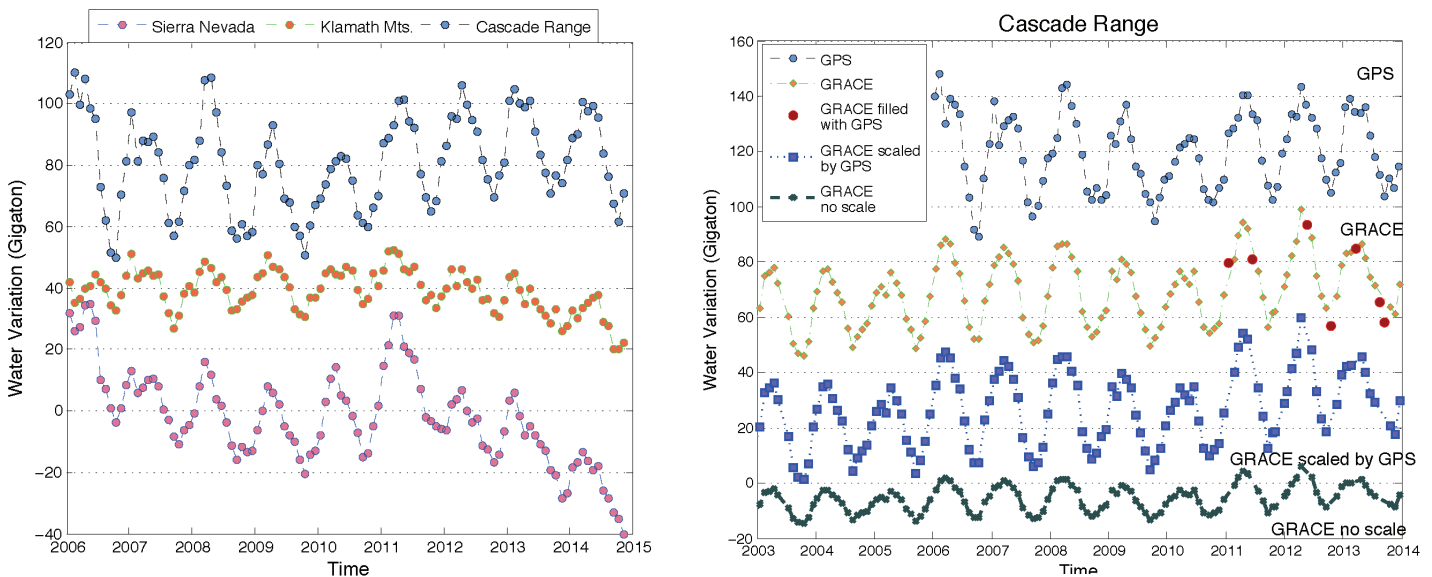 Sierra Nevada Klamath Mts. Cascade Range
120
100
80
60
40
20
0
−20
−40
Water Variation (Gigaton)
2006 2007 2008 2009 2010 2011 2012 2013 2014 2015
Time
Cascade Range
160
140
120
100
80
60
40
20
0
−20
Water Variation (Gigaton)
GPS
GRACE
GRACE filled
with GPS
GRACE scaled
by GPS
GRACE
no scale
GPS
GRACE
GRACE scaled by GPS
GRACE no scale
2003 2004 2005 2006 2007 2008 2009 2010 2011 2012 2013 2014
Time